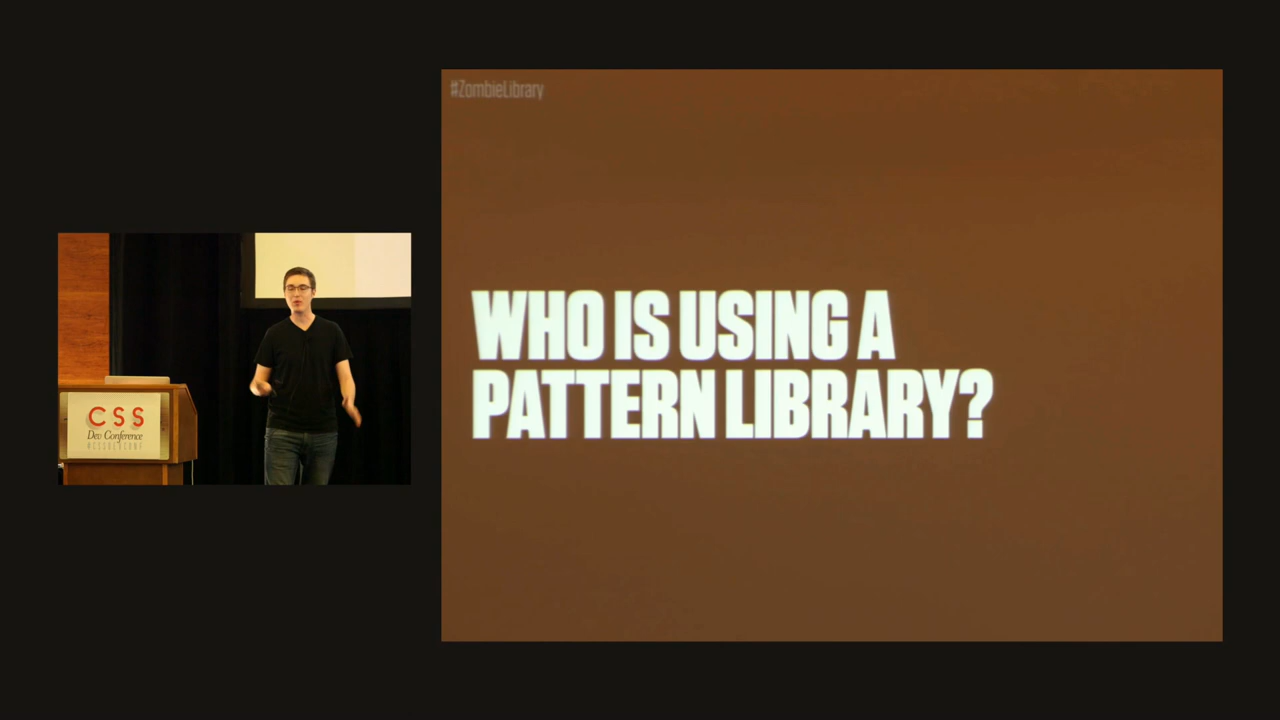 #ZombieLibrary
WHO IS USING A
PATTERN LIBRARY?
CSS
Dev Conference